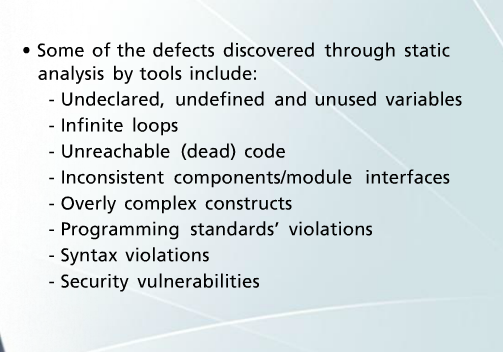 • Some of the defects discovered through static
analysis by tools include:
- Undeclared, undefined and unused variables
- Infinite loops
- Unreachable (dead) code
- Inconsistent components/module interfaces
- Overly complex constructs
- Programming standards’ violations
- Syntax violations
- Security vulnerabilities